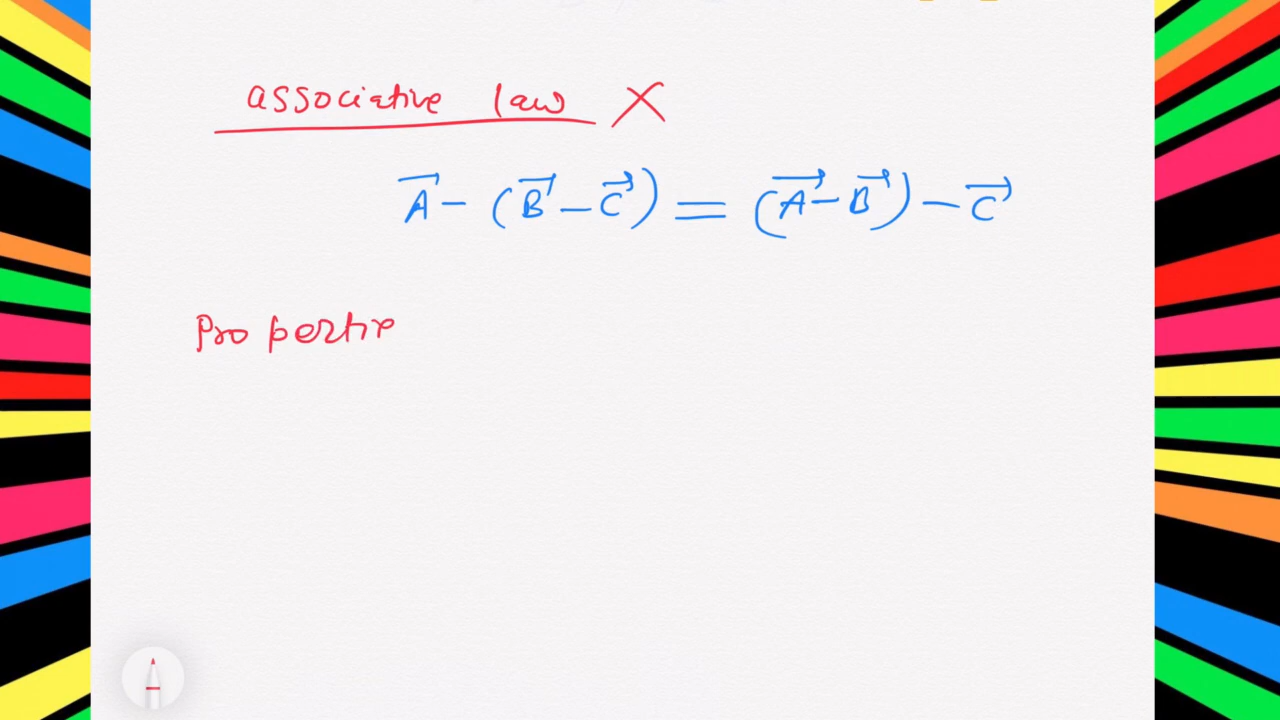 associative law X
A⃗ - (B⃗ - C⃗) = (A⃗ - B⃗) - C⃗
Propertie